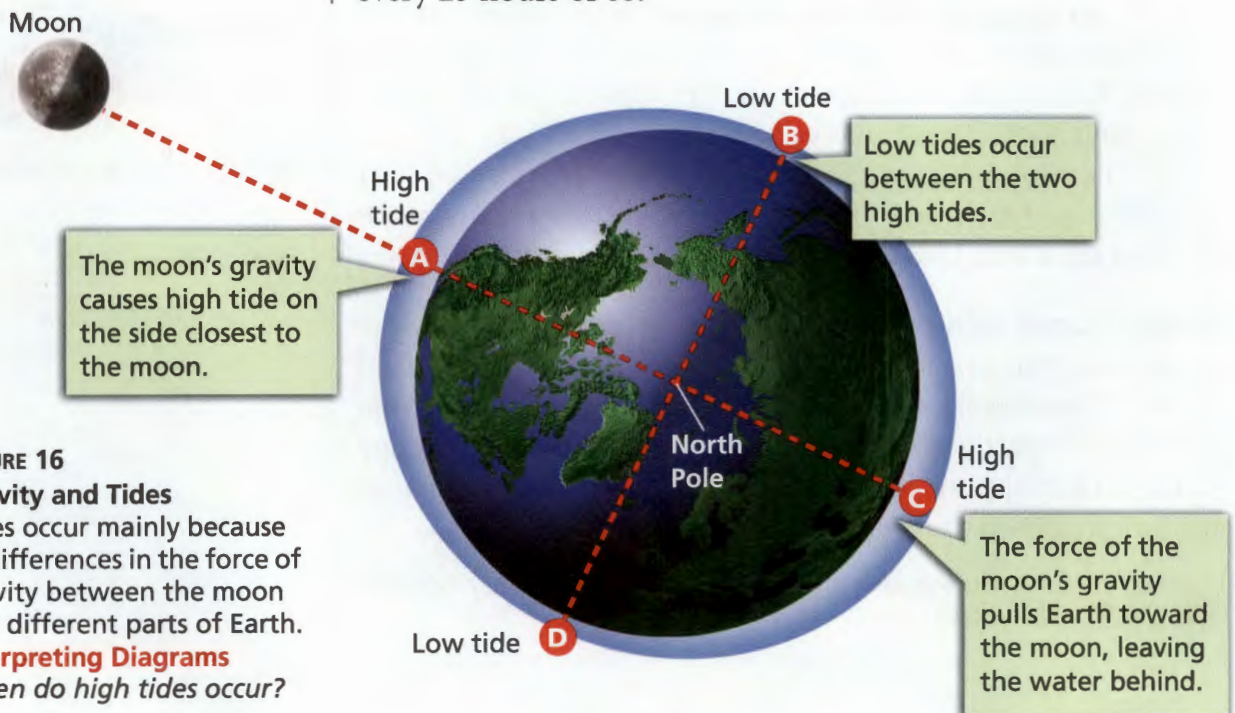 Moon
Low tide
B
Low tides occur
between the two
high tides.
High
tide
A
The moon's gravity
causes high tide on
the side closest to
the moon.
North
Pole
High
tide
C
The force of the
moon's gravity
pulls Earth toward
the moon, leaving
the water behind.
Low tide
D
URE 16
vity and Tides
es occur mainly because
ifferences in the force of
vity between the moon
different parts of Earth.
rpreting Diagrams
en do high tides occur?